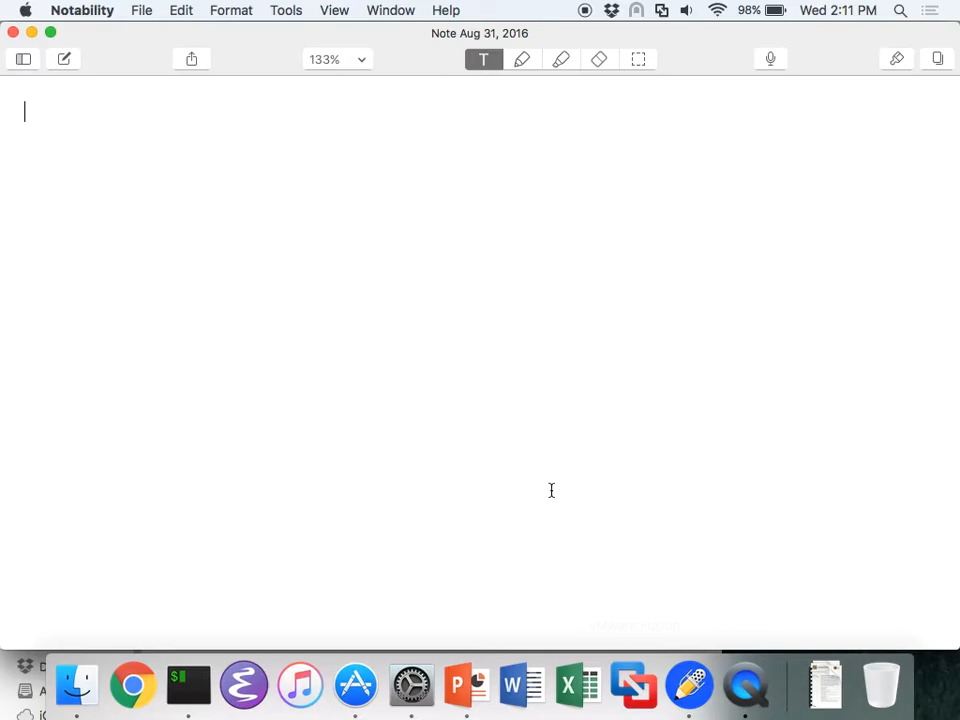 Notability File Edit Format Tools View Window Help 98% Wed 2:11 PM
Note Aug 31, 2016
133% T
$
P W X